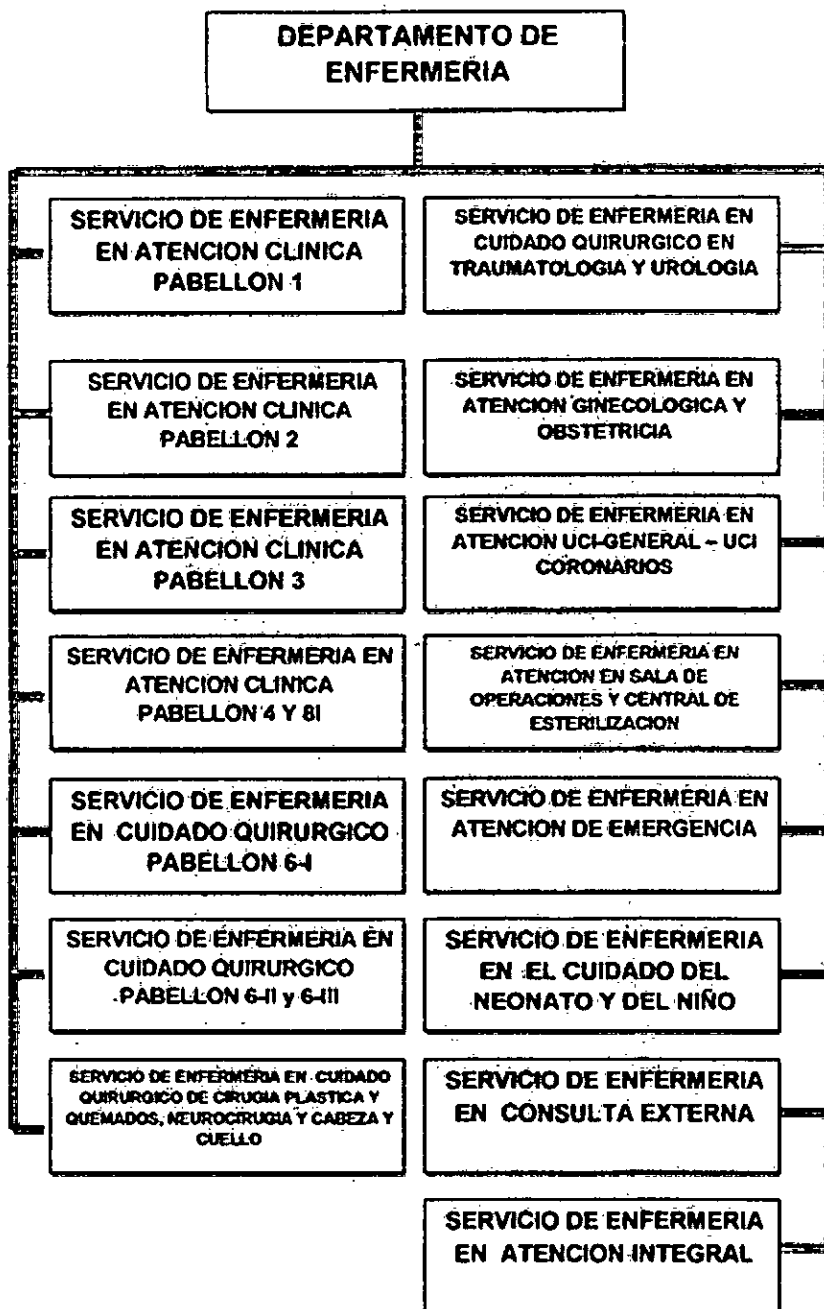 DEPARTAMENTO DE
ENFERMERIA
SERVICIO DE ENFERMERIA
EN ATENCION CLINICA
PABELLON 1
SERVICIO DE ENFERMERIA
EN ATENCION CLINICA
PABELLON 2
SERVICIO DE ENFERMERIA
EN ATENCION CLINICA
PABELLON 3
SERVICIO DE ENFERMERIA EN
ATENCION CLINICA
PABELLON 4 Y 8I
SERVICIO DE ENFERMERIA
EN CUIDADO QUIRURGICO
PABELLON 6-I
SERVICIO DE ENFERMERIA EN
CUIDADO QUIRURGICO
PABELLON 6-II y 6-III
SERVICIO DE ENFERMERIA EN CUIDADO
QUIRURGICO DE CIRUGIA PLASTICA Y
QUEMADOS, NEUROCIRUGIA Y CABEZA Y
CUELLO
SERVICIO DE ENFERMERIA EN
CUIDADO QUIRURGICO EN
TRAUMATOLOGIA Y UROLOGIA
SERVICIO DE ENFERMERIA EN
ATENCION GINECOLOGICA Y
OBSTETRICIA
SERVICIO DE ENFERMERIA EN
ATENCION UCI-GENERAL – UCI
CORONARIOS
SERVICIO DE ENFERMERIA EN
ATENCION EN SALA DE
OPERACIONES Y CENTRAL DE
ESTERILIZACION
SERVICIO DE ENFERMERIA EN
ATENCION DE EMERGENCIA
SERVICIO DE ENFERMERIA
EN EL CUIDADO DEL
NEONATO Y DEL NIÑO
SERVICIO DE ENFERMERIA
EN CONSULTA EXTERNA
SERVICIO DE ENFERMERIA
EN ATENCION INTEGRAL